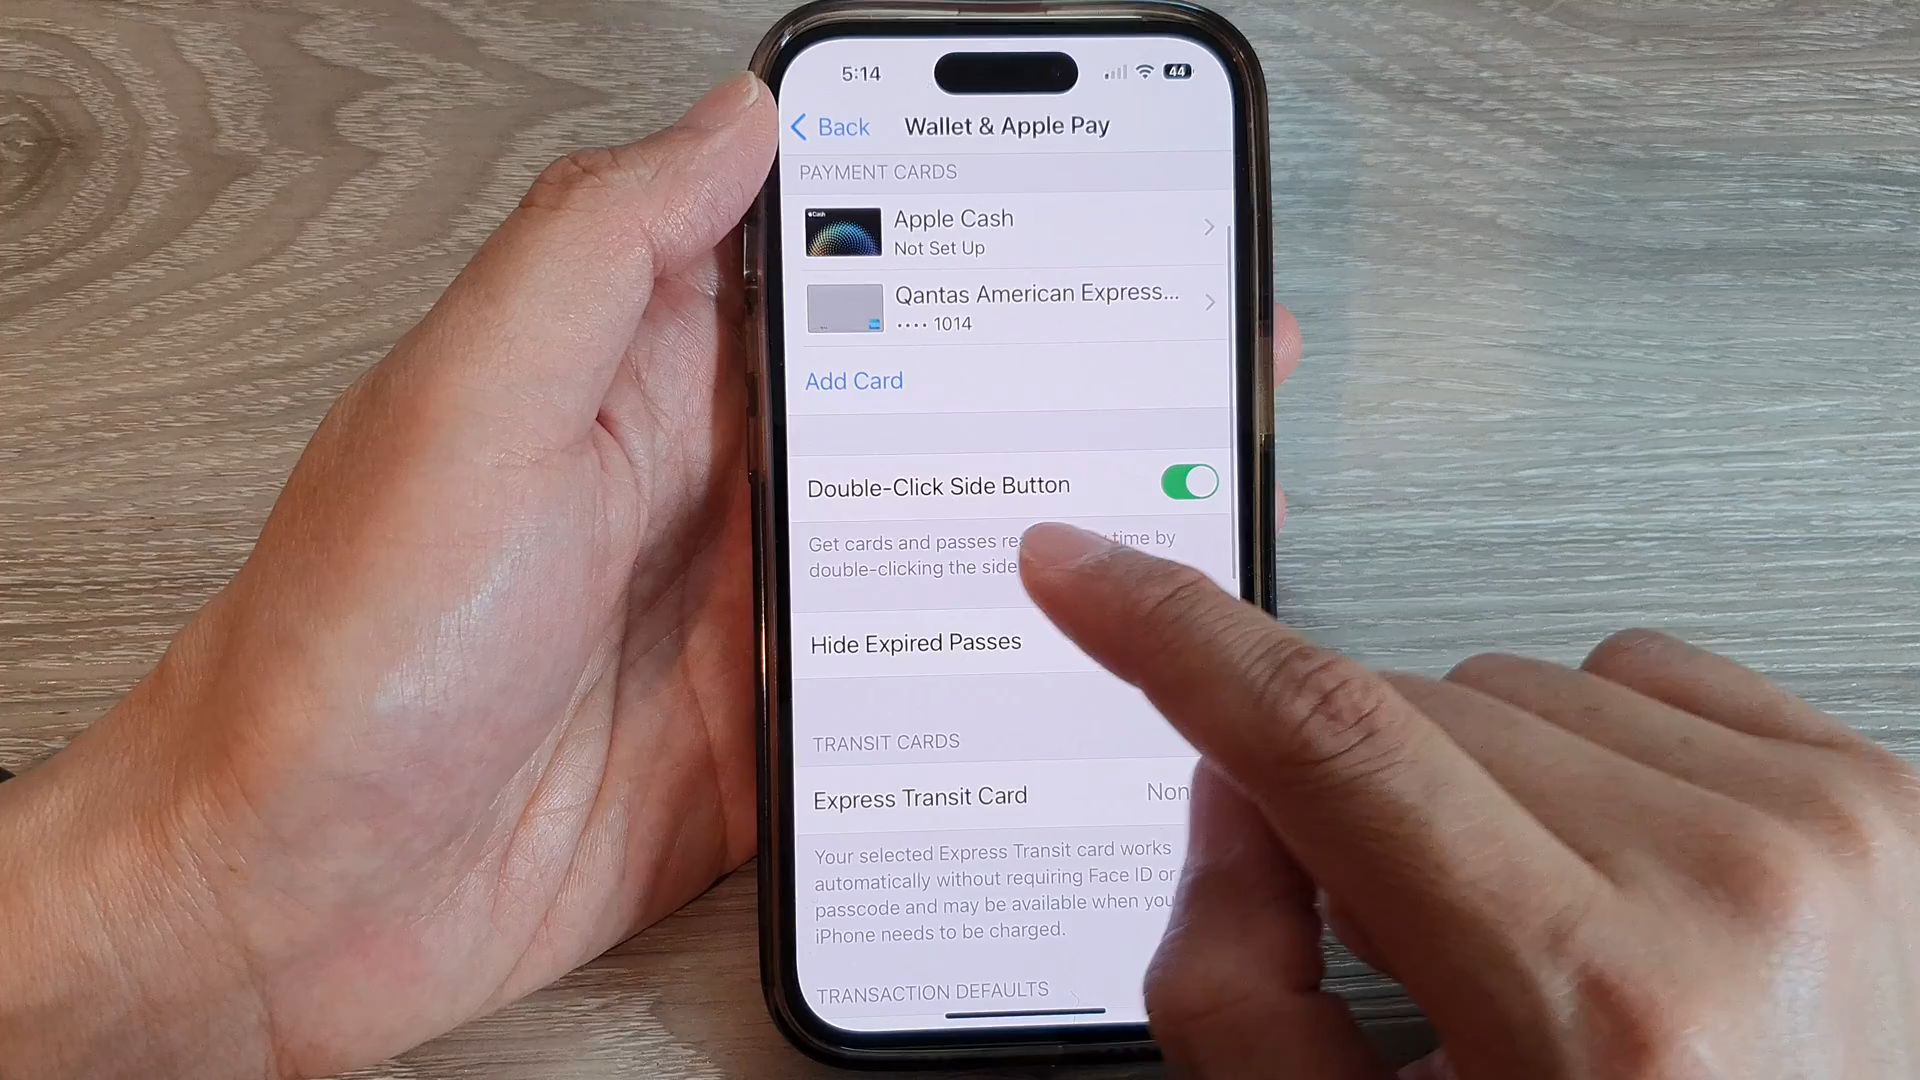 5:14
44
Back
Wallet & Apple Pay
PAYMENT CARDS
Cash
Apple Cash
Not Set Up
Qantas American Express...
•••• 1014
Add Card
Double-Click Side Button
Get cards and passes time by
double-clicking the side
Hide Expired Passes
TRANSIT CARDS
Express Transit Card
Your selected Express Transit card works
automatically without requiring Face ID or
passcode and may be available when
iPhone needs to be charged.
TRANSACTION DEFAULTS